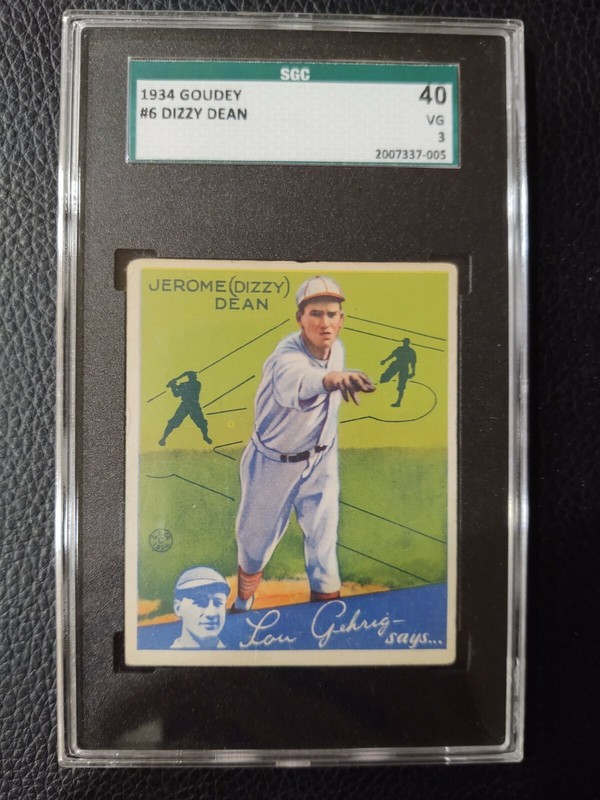 SGC
1934 GOUDEY
#6 DIZZY DEAN
40
VG
3
2007337-005
JEROME (DIZZY)
DEAN
Lou Gehrig—
says...